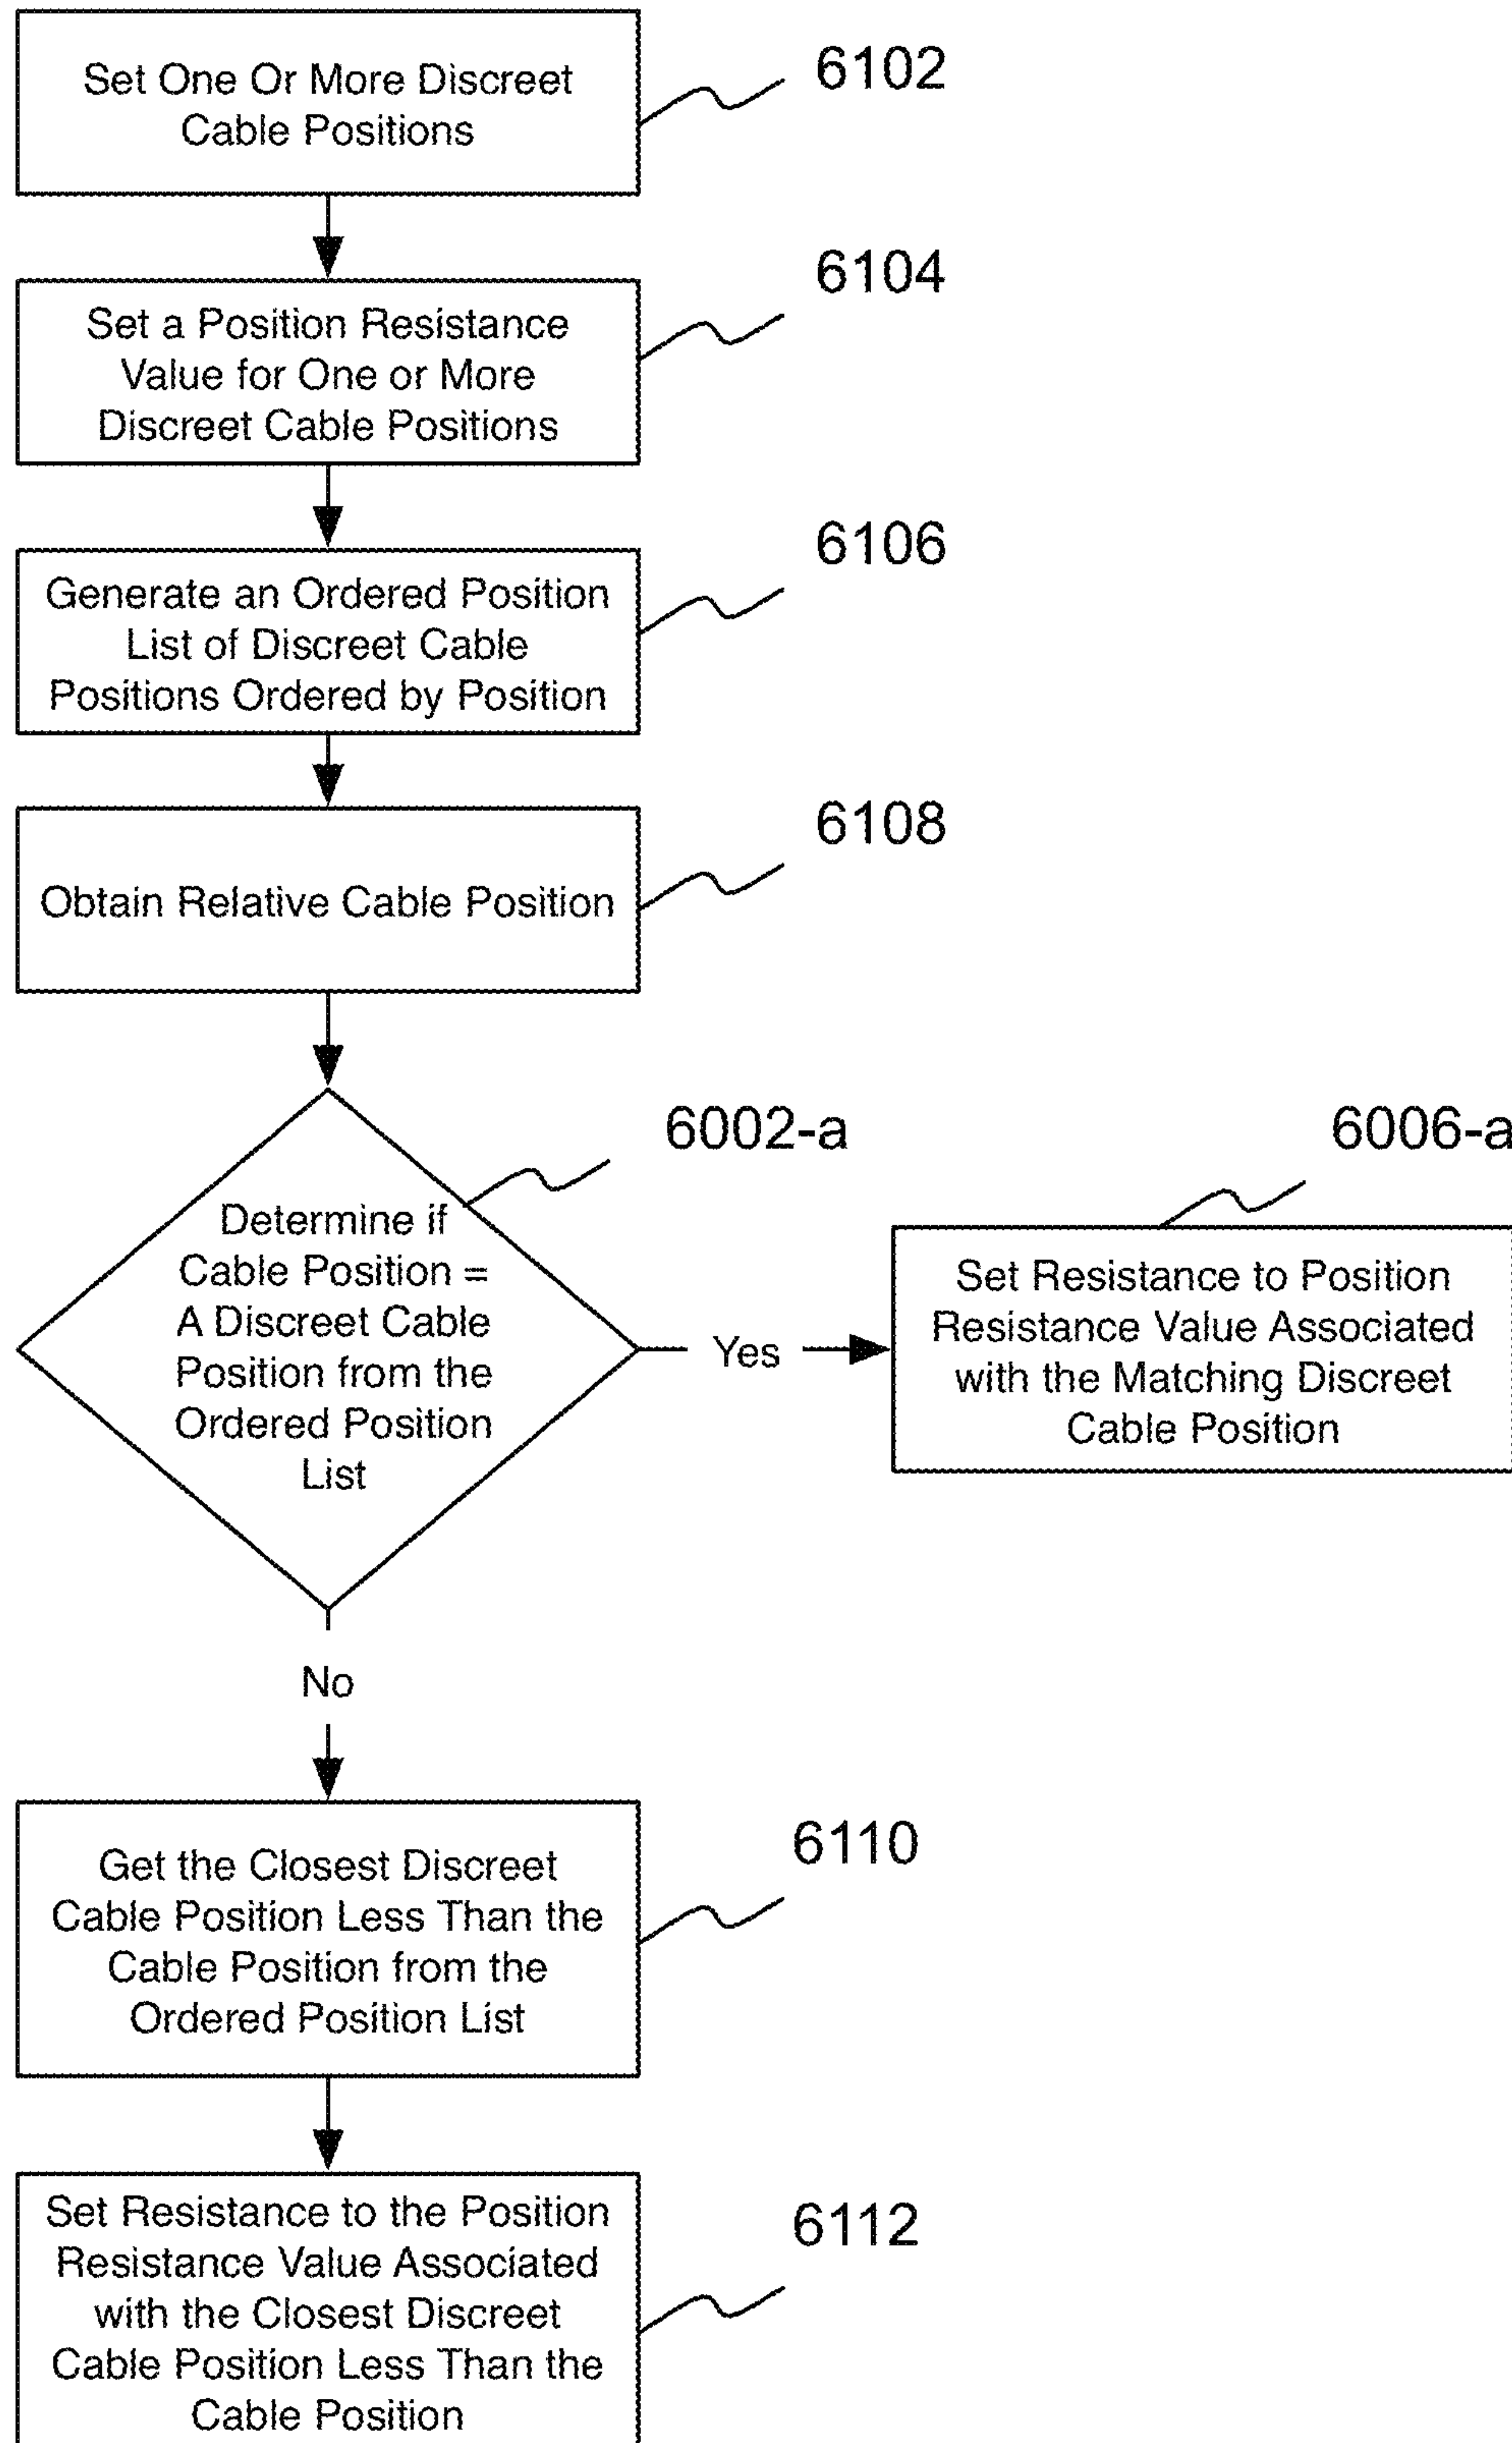 Set One Or More Discreet
Cable Positions
6102
Set a Position Resistance
Value for One or More
Discreet Cable Positions
6104
Generate an Ordered Position
List of Discreet Cable
Positions Ordered by Position
6106
Obtain Relative Cable Position
6108
Determine if
Cable Position =
A Discreet Cable
Position from the
Ordered Position
List
6002-a
Yes
6006-a
Set Resistance to Position
Resistance Value Associated
with the Matching Discreet
Cable Position
No
Get the Closest Discreet
Cable Position Less Than the
Cable Position from the
Ordered Position List
6110
Set Resistance to the Position
Resistance Value Associated
with the Closest Discreet
Cable Position Less Than the
Cable Position
6112